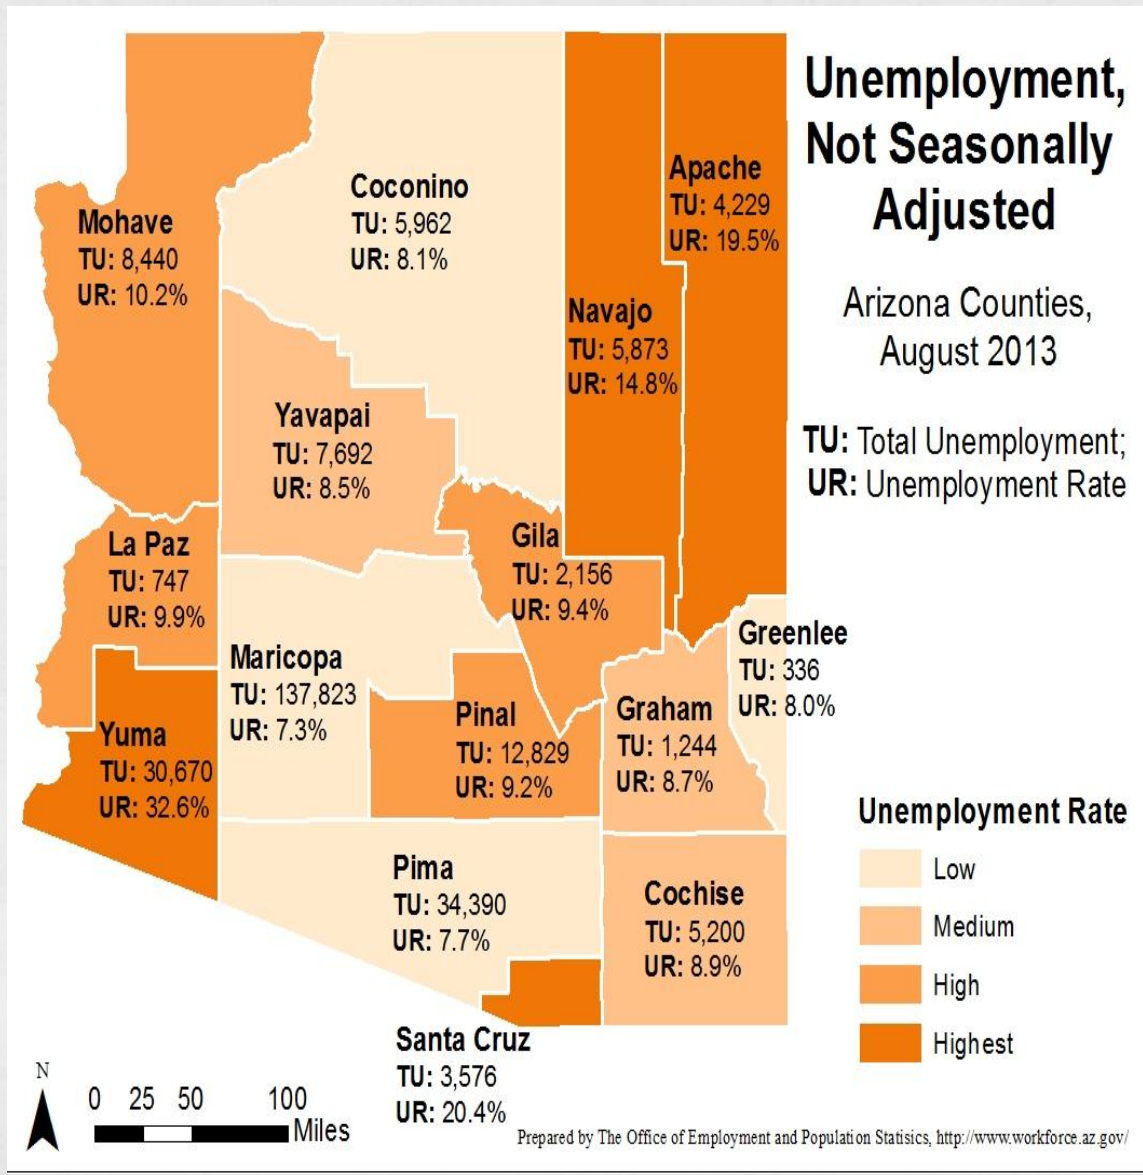 Unemployment,
Not Seasonally
Adjusted
Arizona Counties,
August 2013
TU: Total Unemployment;
UR: Unemployment Rate
Mohave
TU: 8,440
UR: 10.2%
Coconino
TU: 5,962
UR: 8.1%
Navajo
TU: 5,873
UR: 14.8%
Apache
TU: 4,229
UR: 19.5%
Yavapai
TU: 7,692
UR: 8.5%
La Paz
TU: 747
UR: 9.9%
Gila
TU: 2,156
UR: 9.4%
Maricopa
TU: 137,823
UR: 7.3%
Pinal
TU: 12,829
UR: 9.2%
Graham
TU: 1,244
UR: 8.7%
Greenlee
TU: 336
UR: 8.0%
Yuma
TU: 30,670
UR: 32.6%
Pima
TU: 34,390
UR: 7.7%
Cochise
TU: 5,200
UR: 8.9%
Santa Cruz
TU: 3,576
UR: 20.4%
Unemployment Rate
Low
Medium
High
Highest
N
0 25 50 100
Miles
Prepared by The Office of Employment and Population Statisics, http://www.workforce.az.gov/